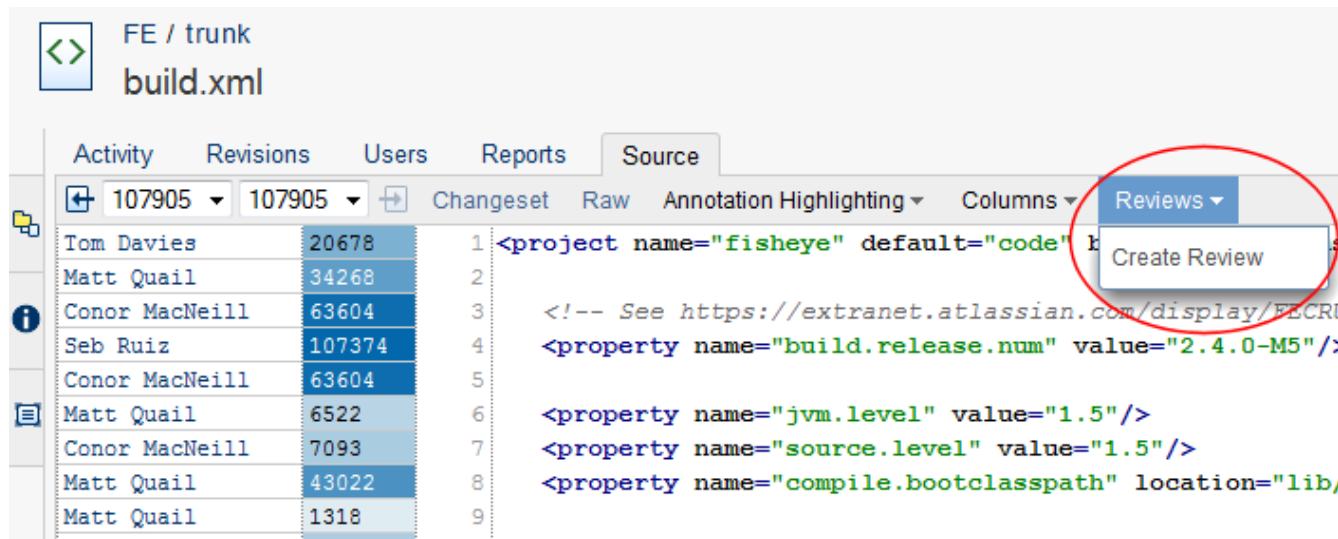 FE / trunk
build.xml
Activity Revisions Users Reports Source
107905 107905 Changeset Raw Annotation Highlighting Columns Reviews
Create Review
Tom Davies 20678 1 <project name="fisheye" default="code" b
Matt Quail 34268 2
Conor MacNeill 63604 3 <!-- See https://extranet.atlassian.com/display/FECRU
Seb Ruiz 107374 4 <property name="build.release.num" value="2.4.0-M5"/>
Conor MacNeill 63604 5
Matt Quail 6522 6 <property name="jvm.level" value="1.5"/>
Conor MacNeill 7093 7 <property name="source.level" value="1.5"/>
Matt Quail 43022 8 <property name="compile.bootclasspath" location="lib/
Matt Quail 1318 9